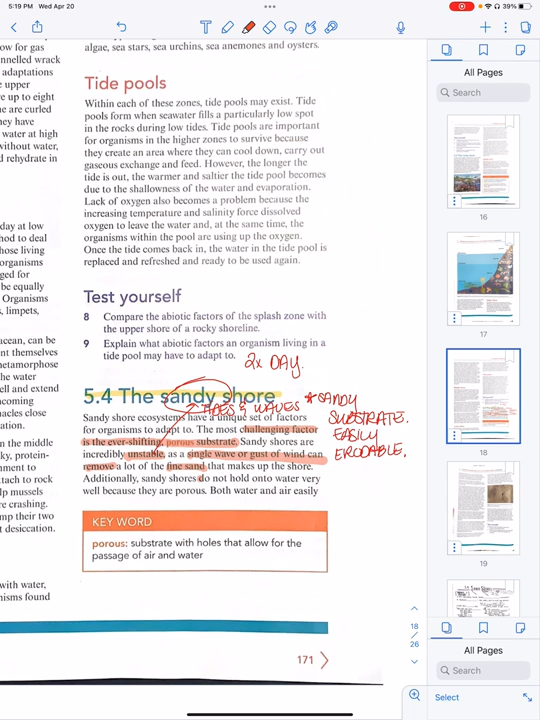 5:19 PM Wed Apr 20
39%
ow for gas
nnelled wrack
adaptations
upper
e up to eight
ne are curled
hey have
water at high
without water,
d rehydrate in
day at low
hod to deal
hose living
organisms
ged for
be equally
Organisms
s, limpets,
acean, can be
nt themselves
metamorphose
he water
ell and extend
ncoming
nacles close
ation.
n the middle
ky, protein-
nment to
tach to rock
lp mussels
re crashing.
mp their two
t desiccation.
with water,
nisms found
algae, sea stars, sea urchins, sea anemones and oysters.
Tide pools
Within each of these zones, tide pools may exist. Tide
pools form when seawater fills a particularly low spot
in the rocks during low tides. Tide pools are important
for organisms in the higher zones to survive because
they create an area where they can cool down, carry out
gaseous exchange and feed. However, the longer the
tide is out, the warmer and saltier the tide pool becomes
due to the shallowness of the water and evaporation.
Lack of oxygen also becomes a problem because the
increasing temperature and salinity force dissolved
oxygen to leave the water and, at the same time, the
organisms within the pool are using up the oxygen.
Once the tide comes back in, the water in the tide pool is
replaced and refreshed and ready to be used again.
Test yourself
8 Compare the abiotic factors of the splash zone with
the upper shore of a rocky shoreline.
9 Explain what abiotic factors an organism living in a
tide pool may have to adapt to.
2x DAY.
5.4 The sandy shore
TIDES & WAVES
*SANDY
SUBSTRATE.
EASILY
ERODABLE.
Sandy shore ecosystems have a unique set of factors
for organisms to adapt to. The most challenging factor
is the ever-shifting, porous substrate. Sandy shores are
incredibly unstable, as a single wave or gust of wind can
remove a lot of the fine sand that makes up the shore.
Additionally, sandy shores do not hold onto water very
well because they are porous. Both water and air easily
KEY WORD
porous: substrate with holes that allow for the
passage of air and water
171
All Pages
Search
16
17
18
19
18
/
26
All Pages
Search
Select